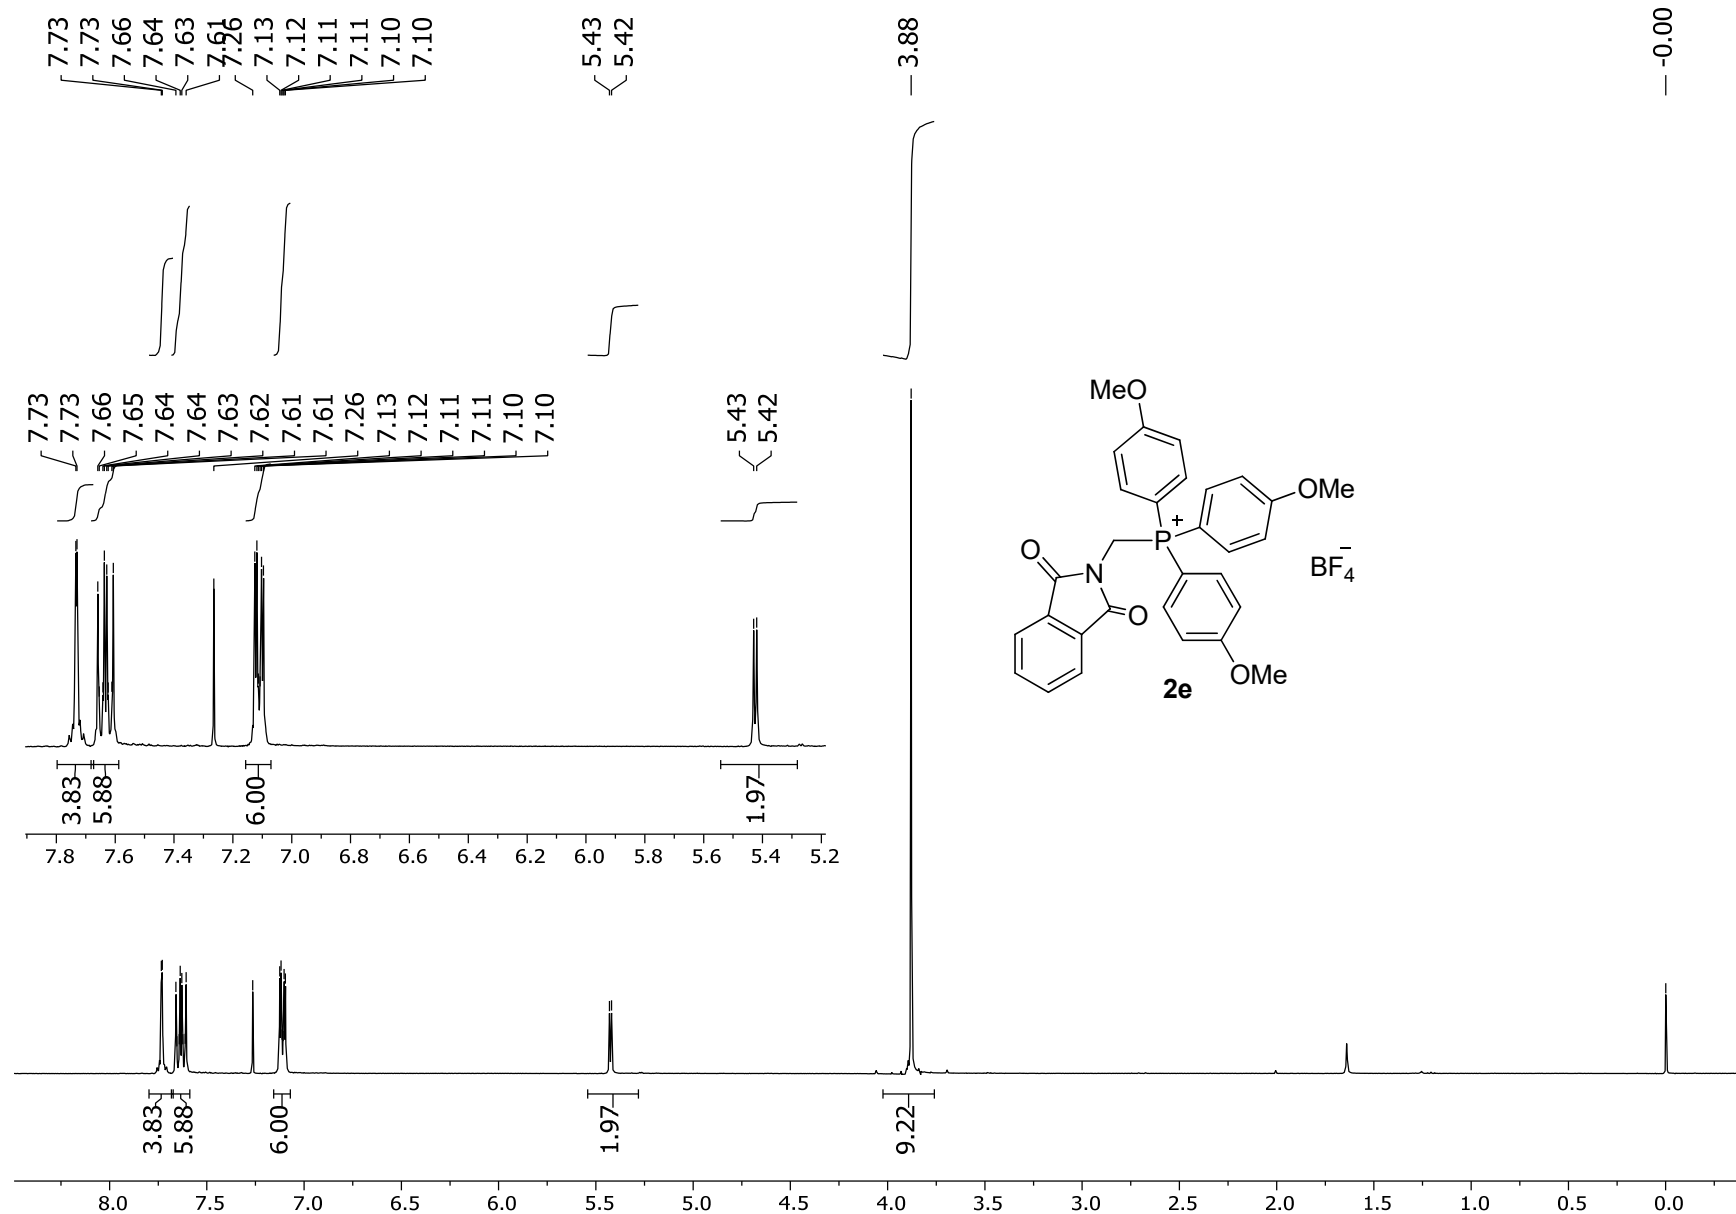 7.73 7.73 7.66 7.64 7.63 7.61 7.26 7.13 7.12 7.11 7.11 7.10 7.10 5.43 5.42 3.88 -0.00
7.73 7.73 7.66 7.65 7.64 7.64 7.63 7.62 7.61 7.61 7.26 7.13 7.12 7.11 7.11 7.10 7.10 5.43 5.42
MeO
OMe
P+
O
N
BF4−
O
OMe
2e
3.83 5.88 6.00 1.97
7.8 7.6 7.4 7.2 7.0 6.8 6.6 6.4 6.2 6.0 5.8 5.6 5.4 5.2
3.83 5.88 6.00 1.97 9.22
8.0 7.5 7.0 6.5 6.0 5.5 5.0 4.5 4.0 3.5 3.0 2.5 2.0 1.5 1.0 0.5 0.0